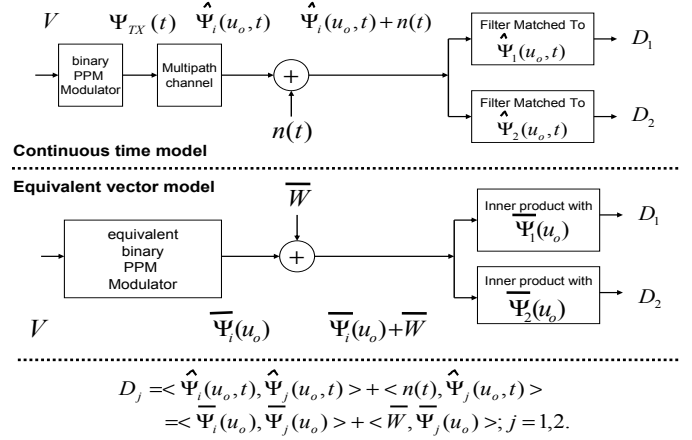 V Ψ_TX (t) Ψ̂_i(u_o,t) Ψ̂_i(u_o,t)+n(t)
binary
PPM
Modulator
Multipath
channel
+
n(t)
Filter Matched To
Ψ̂_1(u_o,t)
D_1
Filter Matched To
Ψ̂_2(u_o,t)
D_2
Continuous time model
Equivalent vector model
W̅
equivalent
binary
PPM
Modulator
+
Inner product with
Ψ̅_1(u_o)
D_1
Inner product with
Ψ̅_2(u_o)
D_2
V Ψ̅_i(u_o) Ψ̅_i(u_o)+W̅
D_j =<Ψ̂_i(u_o,t),Ψ̂_j(u_o,t)>+<n(t),Ψ̂_j(u_o,t)>
=<Ψ̅_i(u_o),Ψ̅_j(u_o)>+<W̅,Ψ̅_j(u_o)>; j=1,2.